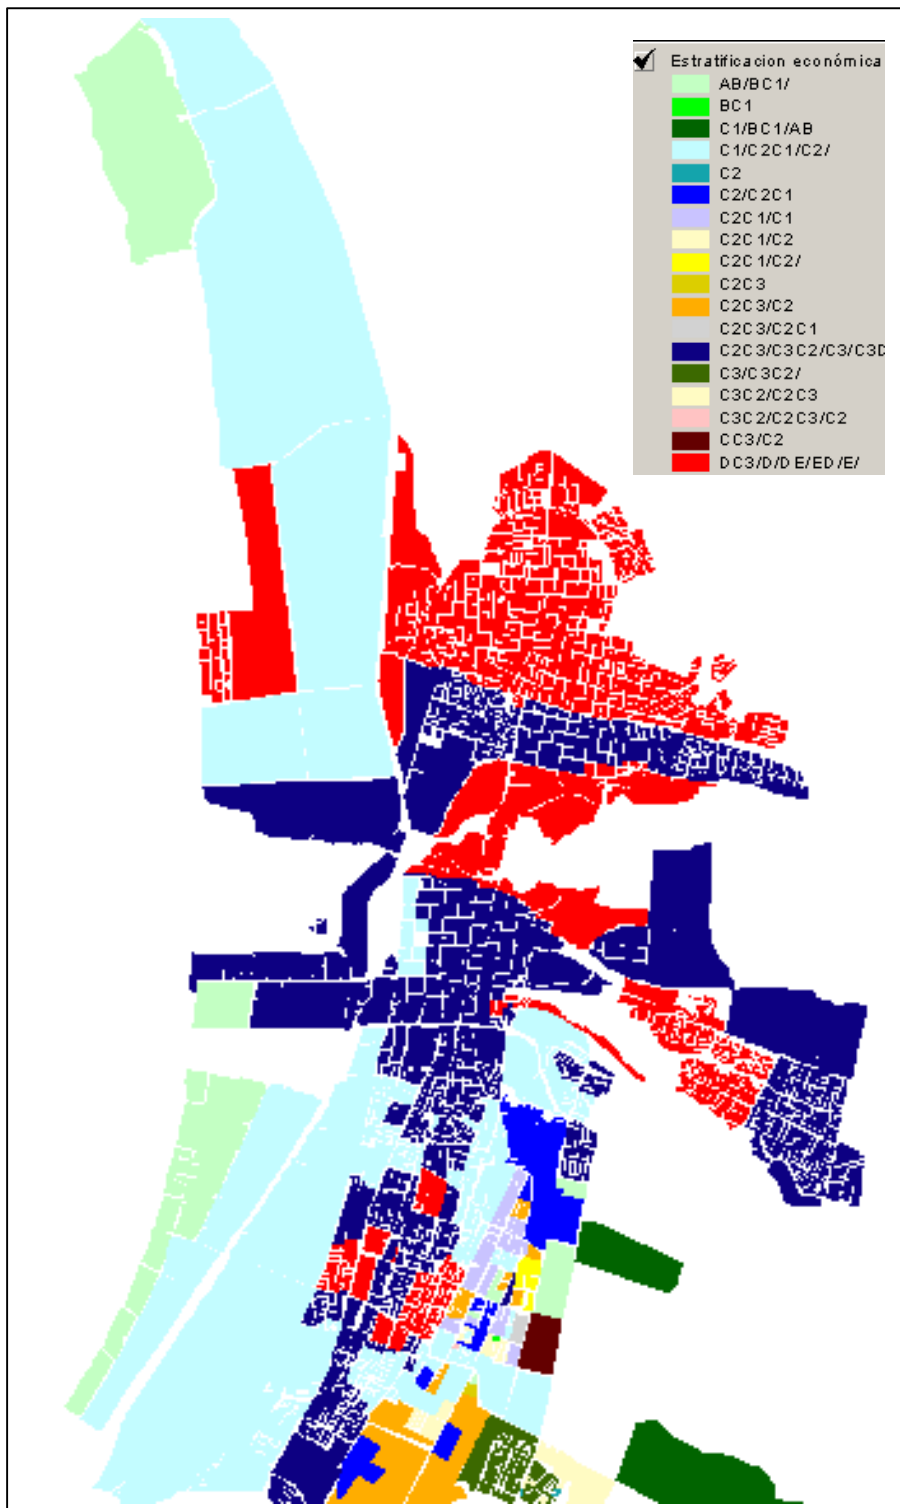 Estratificacion económica
AB/BC1/
BC1
C1/BC1/AB
C1/C2C1/C2/
C2
C2/C2C1
C2C1/C1
C2C1/C2
C2C1/C2/
C2C3
C2C3/C2
C2C3/C2C1
C2C3/C3C2/C3/C3D
C3/C3C2/
C3C2/C2C3
C3C2/C2C3/C2
CC3/C2
DC3/D/DE/ED/E/